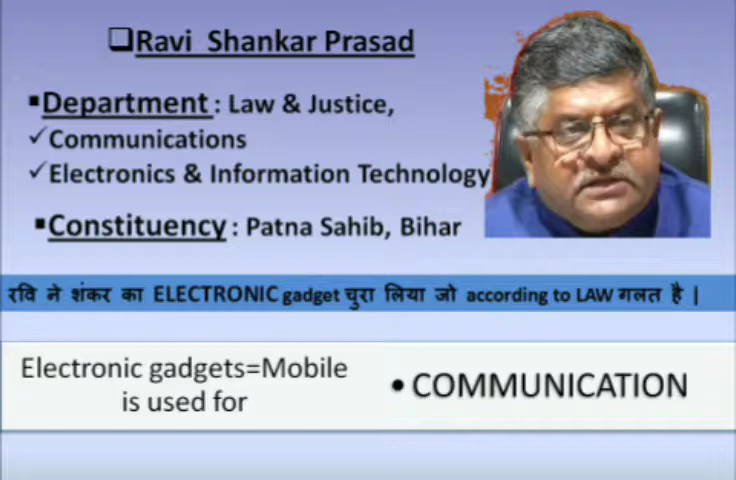 ❑Ravi Shankar Prasad
▪Department : Law & Justice,
✓Communications
✓Electronics & Information Technology
▪Constituency : Patna Sahib, Bihar
रवि ने शंकर का ELECTRONIC gadget चुरा लिया जो according to LAW गलत है |
Electronic gadgets=Mobile
is used for
• COMMUNICATION